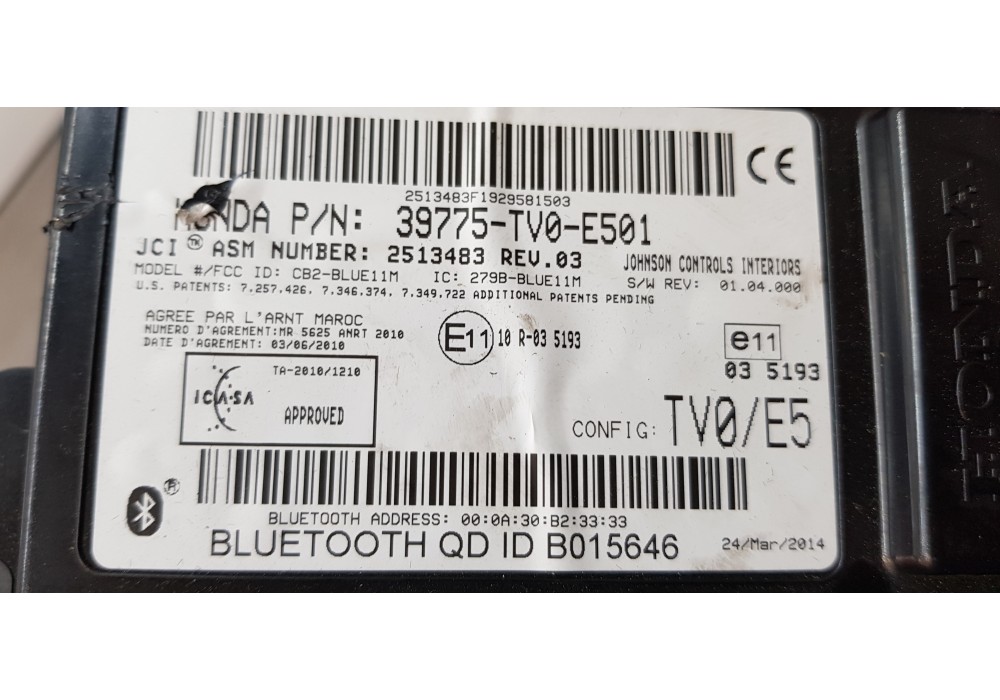 2513483F1929581503
HONDA P/N: 39775-TV0-E501
JCI™ ASM NUMBER: 2513483 REV.03
JOHNSON CONTROLS INTERIORS
MODEL #/FCC ID: CB2-BLUE11M IC: 279B-BLUE11M S/W REV: 01.04.000
U.S. PATENTS: 7.257.426, 7.346.374, 7.349.722 ADDITIONAL PATENTS PENDING
AGREE PAR L'ARNT MAROC
NUMERO D'AGREMENT:MR 5625 ANRT 2010
DATE D'AGREMENT: 03/06/2010
E11 10 R-03 5193
e11
03 5193
TA-2010/1210
ICASA
APPROVED
CONFIG: TV0/E5
BLUETOOTH ADDRESS: 00:0A:30:B2:33:33
BLUETOOTH QD ID B015646
24/Mar/2014
CE
HONDA